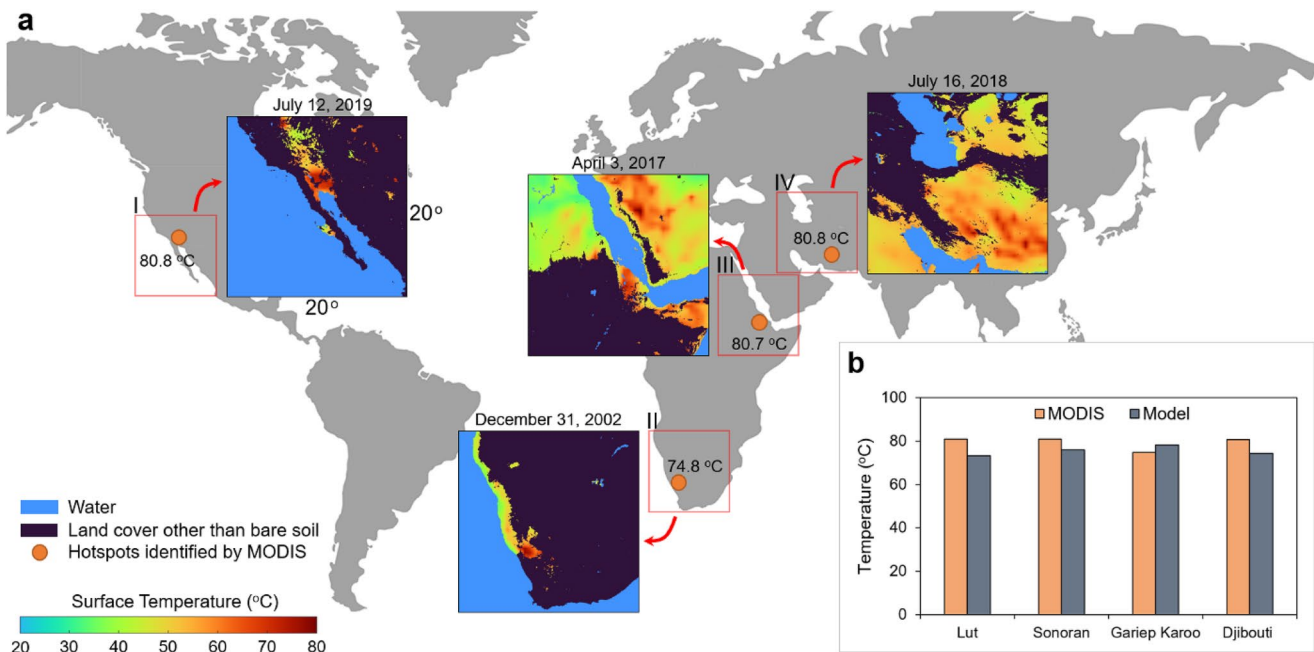 a
July 12, 2019
20°
20°
I
80.8 °C
April 3, 2017
III
80.7 °C
July 16, 2018
IV
80.8 °C
December 31, 2002
II
74.8 °C
Water
Land cover other than bare soil
Hotspots identified by MODIS
Surface Temperature (°C)
20 30 40 50 60 70 80
b
MODIS Model
Temperature (°C)
100
80
60
40
20
0
Lut Sonoran Gariep Karoo Djibouti